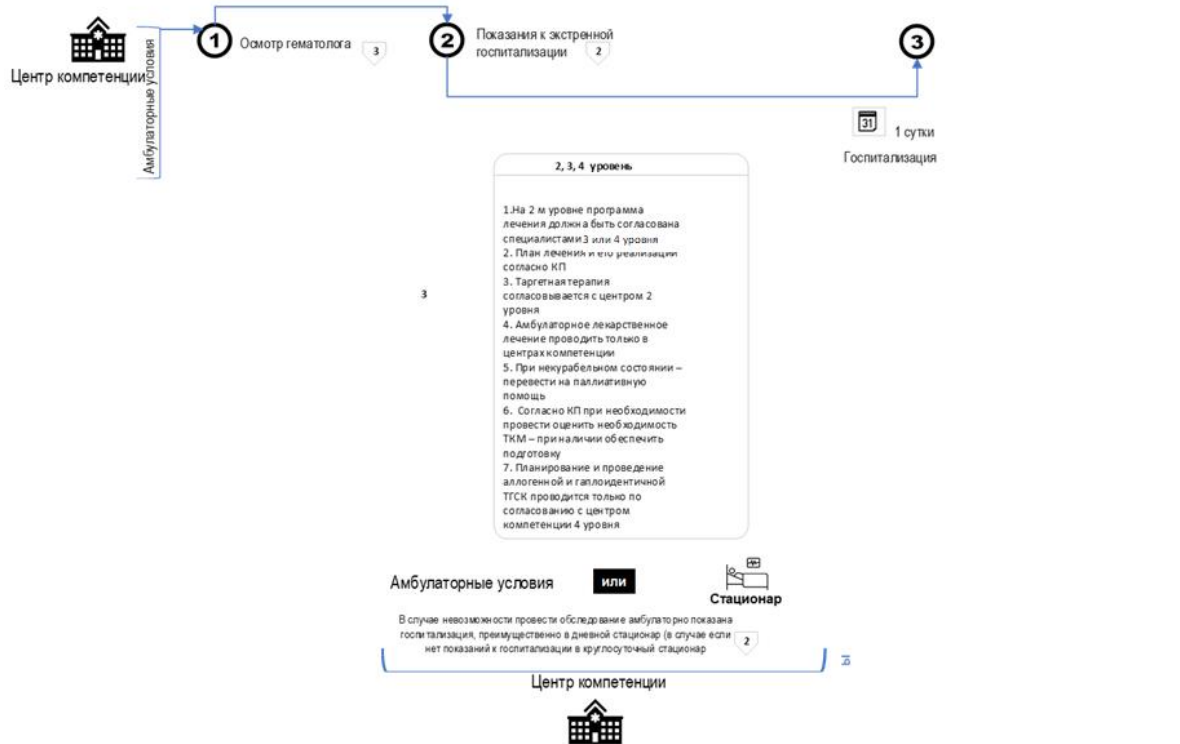 Центр компетенции
Амбулаторные условия
1
Осмотр гематолога
3
2
Показания к экстренной
госпитализации
2
3
31
1 сутки
Госпитализация
2, 3, 4 уровень
1.На 2 м уровне программа
лечения должна быть согласована
специалистами 3 или 4 уровня
2. План лечения и его реализации
согласно КП
3. Таргетная терапия
согласовывается с центром 2
уровня
4. Амбулаторное лекарственное
лечение проводить только в
центрах компетенции
5. При некурабельном состоянии –
перевести на паллиативную
помощь
6. Согласно КП при необходимости
провести оценить необходимость
ТКМ – при наличии обеспечить
подготовку
7. Планирование и проведение
аллогенной и гаплоидентичной
ТГСК проводится только по
согласованию с центром
компетенции 4 уровня
3
Амбулаторные условия
или
Стационар
В случае невозможности провести обследование амбулаторно показана
госпитализация, преимущественно в дневной стационар (в случае если
нет показаний к госпитализации в круглосуточный стационар
2
Центр компетенции